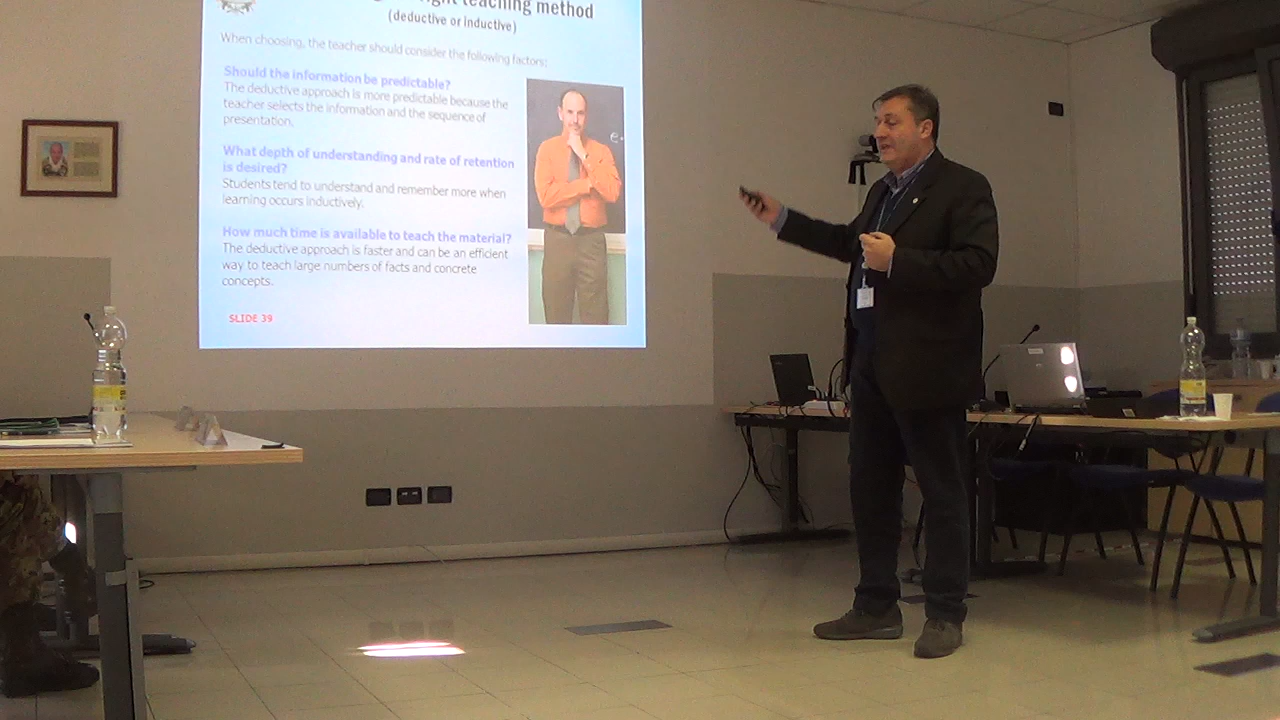 teaching method
(deductive or inductive)
When choosing, the teacher should consider the following factors:
Should the information be predictable?
The deductive approach is more predictable because the
teacher selects the information and the sequence of
presentation.
What depth of understanding and rate of retention
is desired?
Students tend to understand and remember more when
learning occurs inductively.
How much time is available to teach the material?
The deductive approach is faster and can be an efficient
way to teach large numbers of facts and concrete
concepts.
SLIDE 39